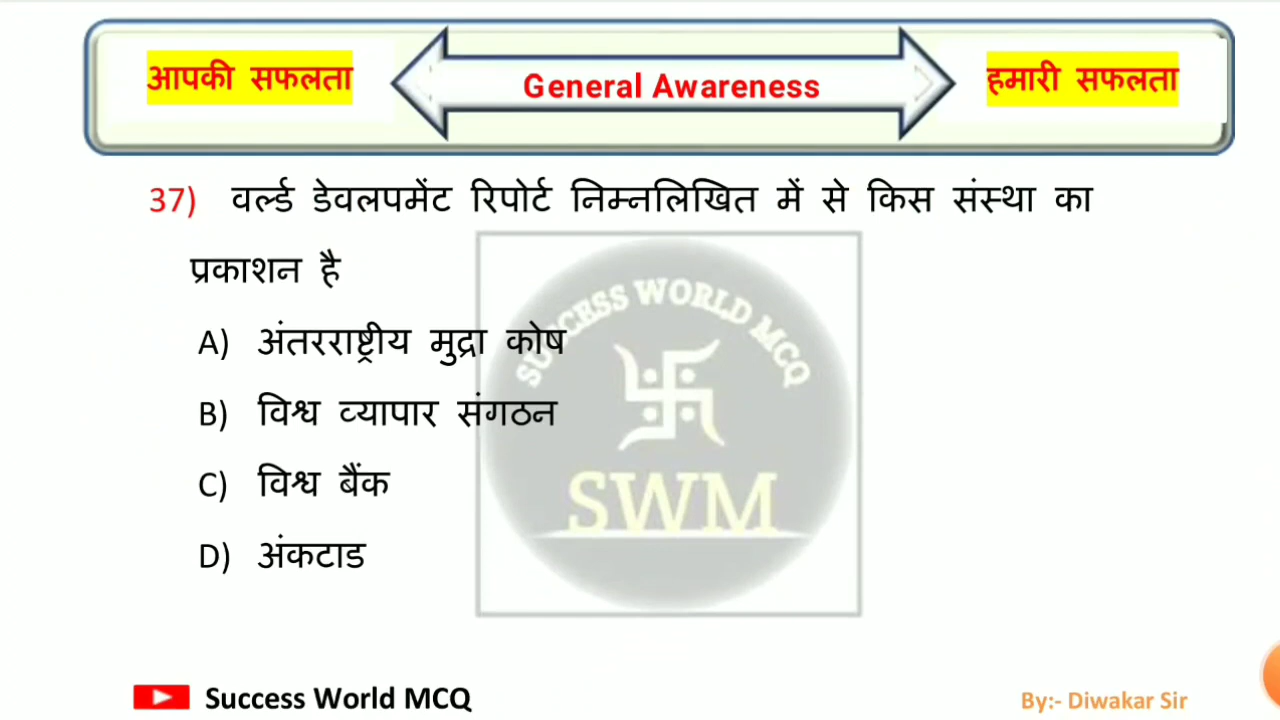 आपकी सफलता
General Awareness
हमारी सफलता
37) वर्ल्ड डेवलपमेंट रिपोर्ट निम्नलिखित में से किस संस्था का
प्रकाशन है
A) अंतरराष्ट्रीय मुद्रा कोष
B) विश्व व्यापार संगठन
C) विश्व बैंक
D) अंकटाड
SUCCESS WORLD MCQ
SWM
Success World MCQ
By:- Diwakar Sir